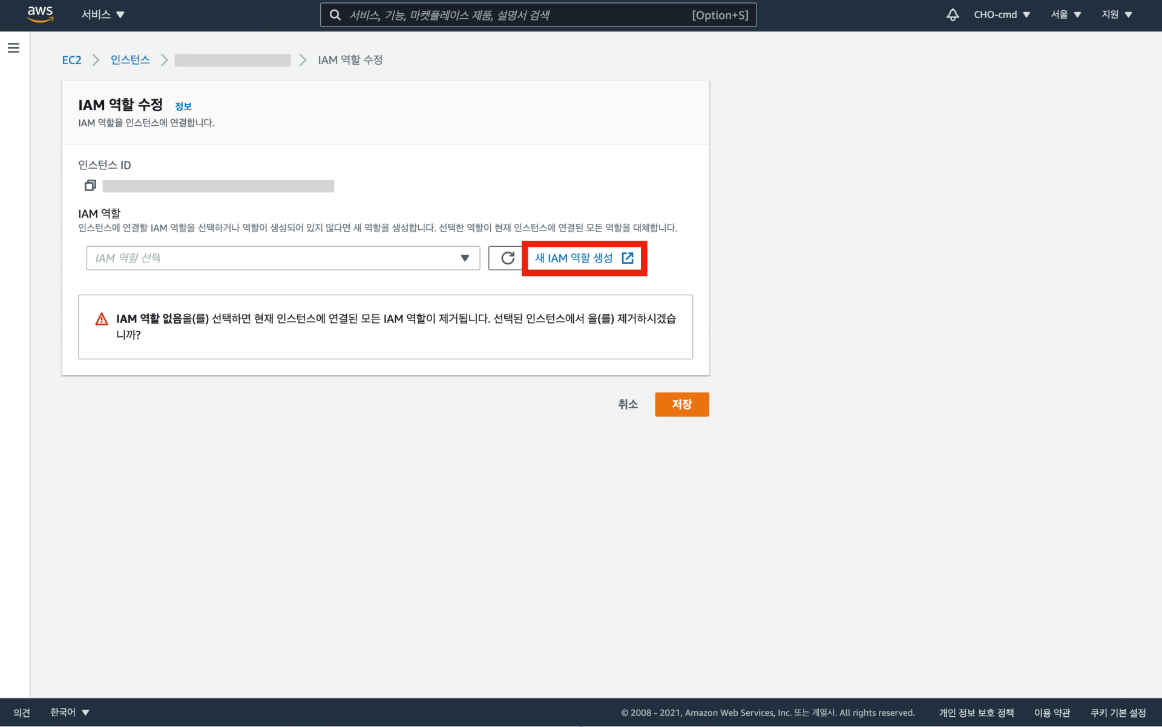 aws 서비스 ▼ 서비스, 기능, 마켓플레이스 제품, 설명서 검색 [Option+S] CHO-cmd ▼ 서울 ▼ 지원 ▼
EC2 > 인스턴스 > > IAM 역할 수정
IAM 역할 수정 정보
IAM 역할을 인스턴스에 연결합니다.
인스턴스 ID
IAM 역할
인스턴스에 연결할 IAM 역할을 선택하거나 역할이 생성되어 있지 않다면 새 역할을 생성합니다. 선택한 역할이 현재 인스턴스에 연결된 모든 역할을 대체합니다.
IAM 역할 선택 ▼ 새 IAM 역할 생성
IAM 역할 없음을(를) 선택하면 현재 인스턴스에 연결된 모든 IAM 역할이 제거됩니다. 선택된 인스턴스에서 을(를) 제거하시겠습
니까?
취소 저장
의견 한국어 ▼ © 2008 - 2021, Amazon Web Services, Inc. 또는 계열사. All rights reserved. 개인 정보 보호 정책 이용 약관 쿠키 기본 설정